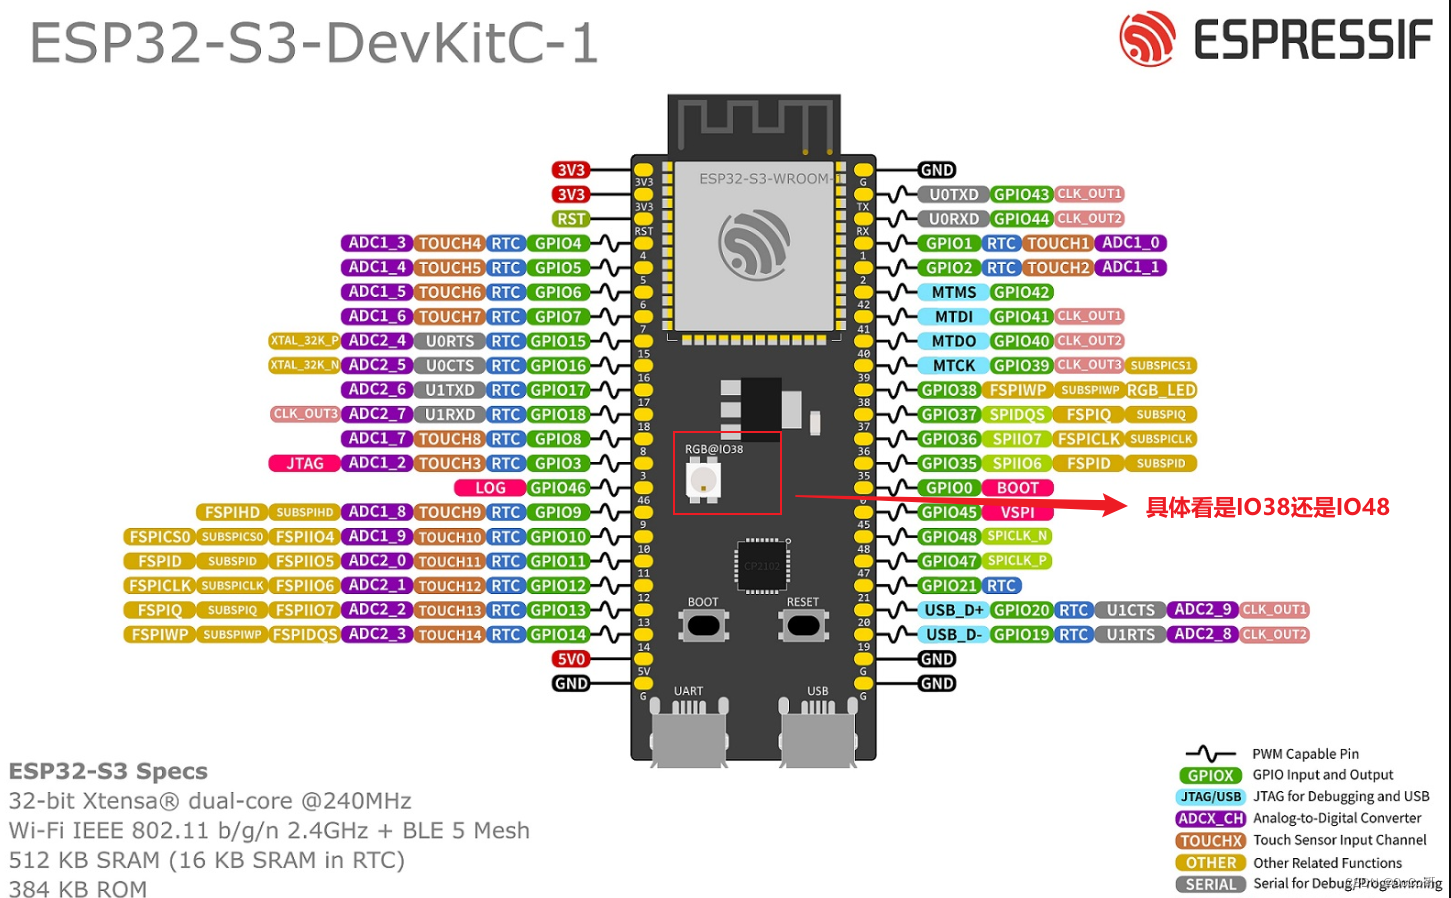 ESP32-S3-DevKitC-1
ESPRESSIF
ESP32-S3-WROOM-1
3V3 3V3 G GND
3V3 3V3 TX U0TXD GPIO43 CLK_OUT1
RST RST RX U0RXD GPIO44 CLK_OUT2
ADC1_3 TOUCH4 RTC GPIO4 4 1 GPIO1 RTC TOUCH1 ADC1_0
ADC1_4 TOUCH5 RTC GPIO5 5 2 GPIO2 RTC TOUCH2 ADC1_1
ADC1_5 TOUCH6 RTC GPIO6 6 42 MTMS GPIO42
ADC1_6 TOUCH7 RTC GPIO7 7 41 MTDI GPIO41 CLK_OUT1
XTAL_32K_P ADC2_4 U0RTS RTC GPIO15 15 40 MTDO GPIO40 CLK_OUT2
XTAL_32K_N ADC2_5 U0CTS RTC GPIO16 16 39 MTCK GPIO39 CLK_OUT3 SUBSPICS1
ADC2_6 U1TXD RTC GPIO17 17 38 GPIO38 FSPIWP SUBSPIWP RGB_LED
CLK_OUT3 ADC2_7 U1RXD RTC GPIO18 18 37 GPIO37 SPIDQS FSPIQ SUBSPIQ
ADC1_7 TOUCH8 RTC GPIO8 8 36 GPIO36 SPIIO7 FSPICLK SUBSPICLK
RGB@IO38
JTAG ADC1_2 TOUCH3 RTC GPIO3 3 35 GPIO35 SPIIO6 FSPID SUBSPID
LOG GPIO46 46 0 GPIO0 BOOT
具体看是IO38还是IO48
FSPIHD SUBSPIHD ADC1_8 TOUCH9 RTC GPIO9 9 45 GPIO45 VSPI
FSPICS0 SUBSPICS0 FSPIIO4 ADC1_9 TOUCH10 RTC GPIO10 10 48 GPIO48 SPICLK_N
FSPID SUBSPID FSPIIO5 ADC2_0 TOUCH11 RTC GPIO11 11 47 GPIO47 SPICLK_P
CP2102
FSPICLK SUBSPICLK FSPIIO6 ADC2_1 TOUCH12 RTC GPIO12 12 21 GPIO21 RTC
BOOT RESET
FSPIQ SUBSPIQ FSPIIO7 ADC2_2 TOUCH13 RTC GPIO13 13 20 USB_D+ GPIO20 RTC U1CTS ADC2_9 CLK_OUT1
FSPIWP SUBSPIWP FSPIDQS ADC2_3 TOUCH14 RTC GPIO14 14 19 USB_D- GPIO19 RTC U1RTS ADC2_8 CLK_OUT2
5V0 5V G GND
GND G G GND
UART USB
ESP32-S3 Specs
32-bit Xtensa® dual-core @240MHz
Wi-Fi IEEE 802.11 b/g/n 2.4GHz + BLE 5 Mesh
512 KB SRAM (16 KB SRAM in RTC)
384 KB ROM
PWM Capable Pin
GPIOX GPIO Input and Output
JTAG/USB JTAG for Debugging and USB
ADCX_CH Analog-to-Digital Converter
TOUCHX Touch Sensor Input Channel
OTHER Other Related Functions
SERIAL Serial for Debug/Programming